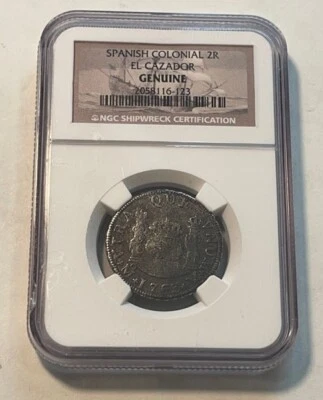 SPANISH COLONIAL 2R
EL CAZADOR
GENUINE
2058116-123
NGC SHIPWRECK CERTIFICATION